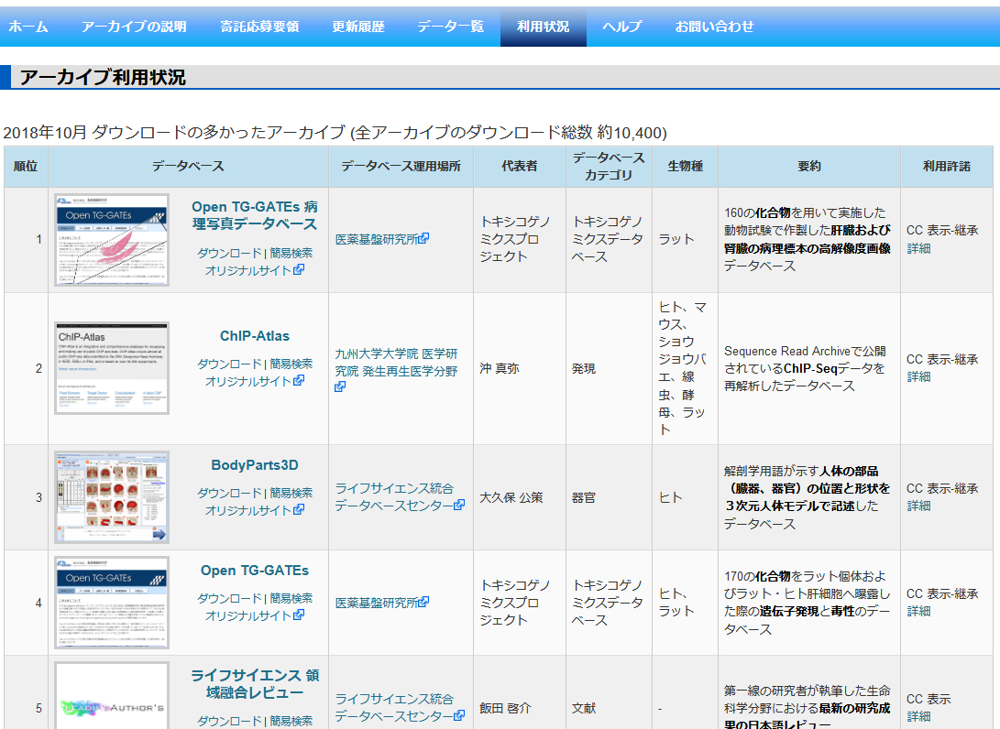 ホーム アーカイブの説明 寄託応募要領 更新履歴 データ一覧 利用状況 ヘルプ お問い合わせ
アーカイブ利用状況
2018年10月 ダウンロードの多かったアーカイブ (全アーカイブのダウンロード総数 約10,400)
順位 データベース データベース運用場所 代表者 データベース
カテゴリ 生物種 要約 利用許諾
1
Open TG-GATEs
Open TG-GATEs 病
理写真データベース
ダウンロード | 簡易検索
オリジナルサイト
医薬基盤研究所
トキシコゲノ
ミクスプロ
ジェクト
トキシコゲノ
ミクスデータ
ベース
ラット
160の化合物を用いて実施した
動物試験で作製した肝臓および
腎臓の病理標本の高解像度画像
データベース
CC 表示-継承
詳細
2
ChIP-Atlas
ChIP-Atlas
ダウンロード | 簡易検索
オリジナルサイト
九州大学大学院 医学研
究院 発生再生医学分野
沖 真弥
発現
ヒト、マ
ウス、
ショウ
ジョウバ
エ、線
虫、酵
母、ラッ
ト
Sequence Read Archiveで公開
されているChIP-Seqデータを
再解析したデータベース
CC 表示-継承
詳細
3
BodyParts3D
ダウンロード | 簡易検索
オリジナルサイト
ライフサイエンス統合
データベースセンター
大久保 公策
器官
ヒト
解剖学用語が示す人体の部品
（臓器、器官）の位置と形状を
３次元人体モデルで記述した
データベース
CC 表示-継承
詳細
4
Open TG-GATEs
Open TG-GATEs
ダウンロード | 簡易検索
オリジナルサイト
医薬基盤研究所
トキシコゲノ
ミクスプロ
ジェクト
トキシコゲノ
ミクスデータ
ベース
ヒト、
ラット
170の化合物をラット個体およ
びラット・ヒト肝細胞へ曝露し
た際の遺伝子発現と毒性のデー
タベース
CC 表示-継承
詳細
5
LEADING AUTHOR'S
ライフサイエンス 領
域融合レビュー
ダウンロード | 簡易検索
ライフサイエンス統合
データベースセンター
飯田 啓介
文献
-
第一線の研究者が執筆した生命
科学分野における最新の研究成
果の日本語レビュー
CC 表示
詳細